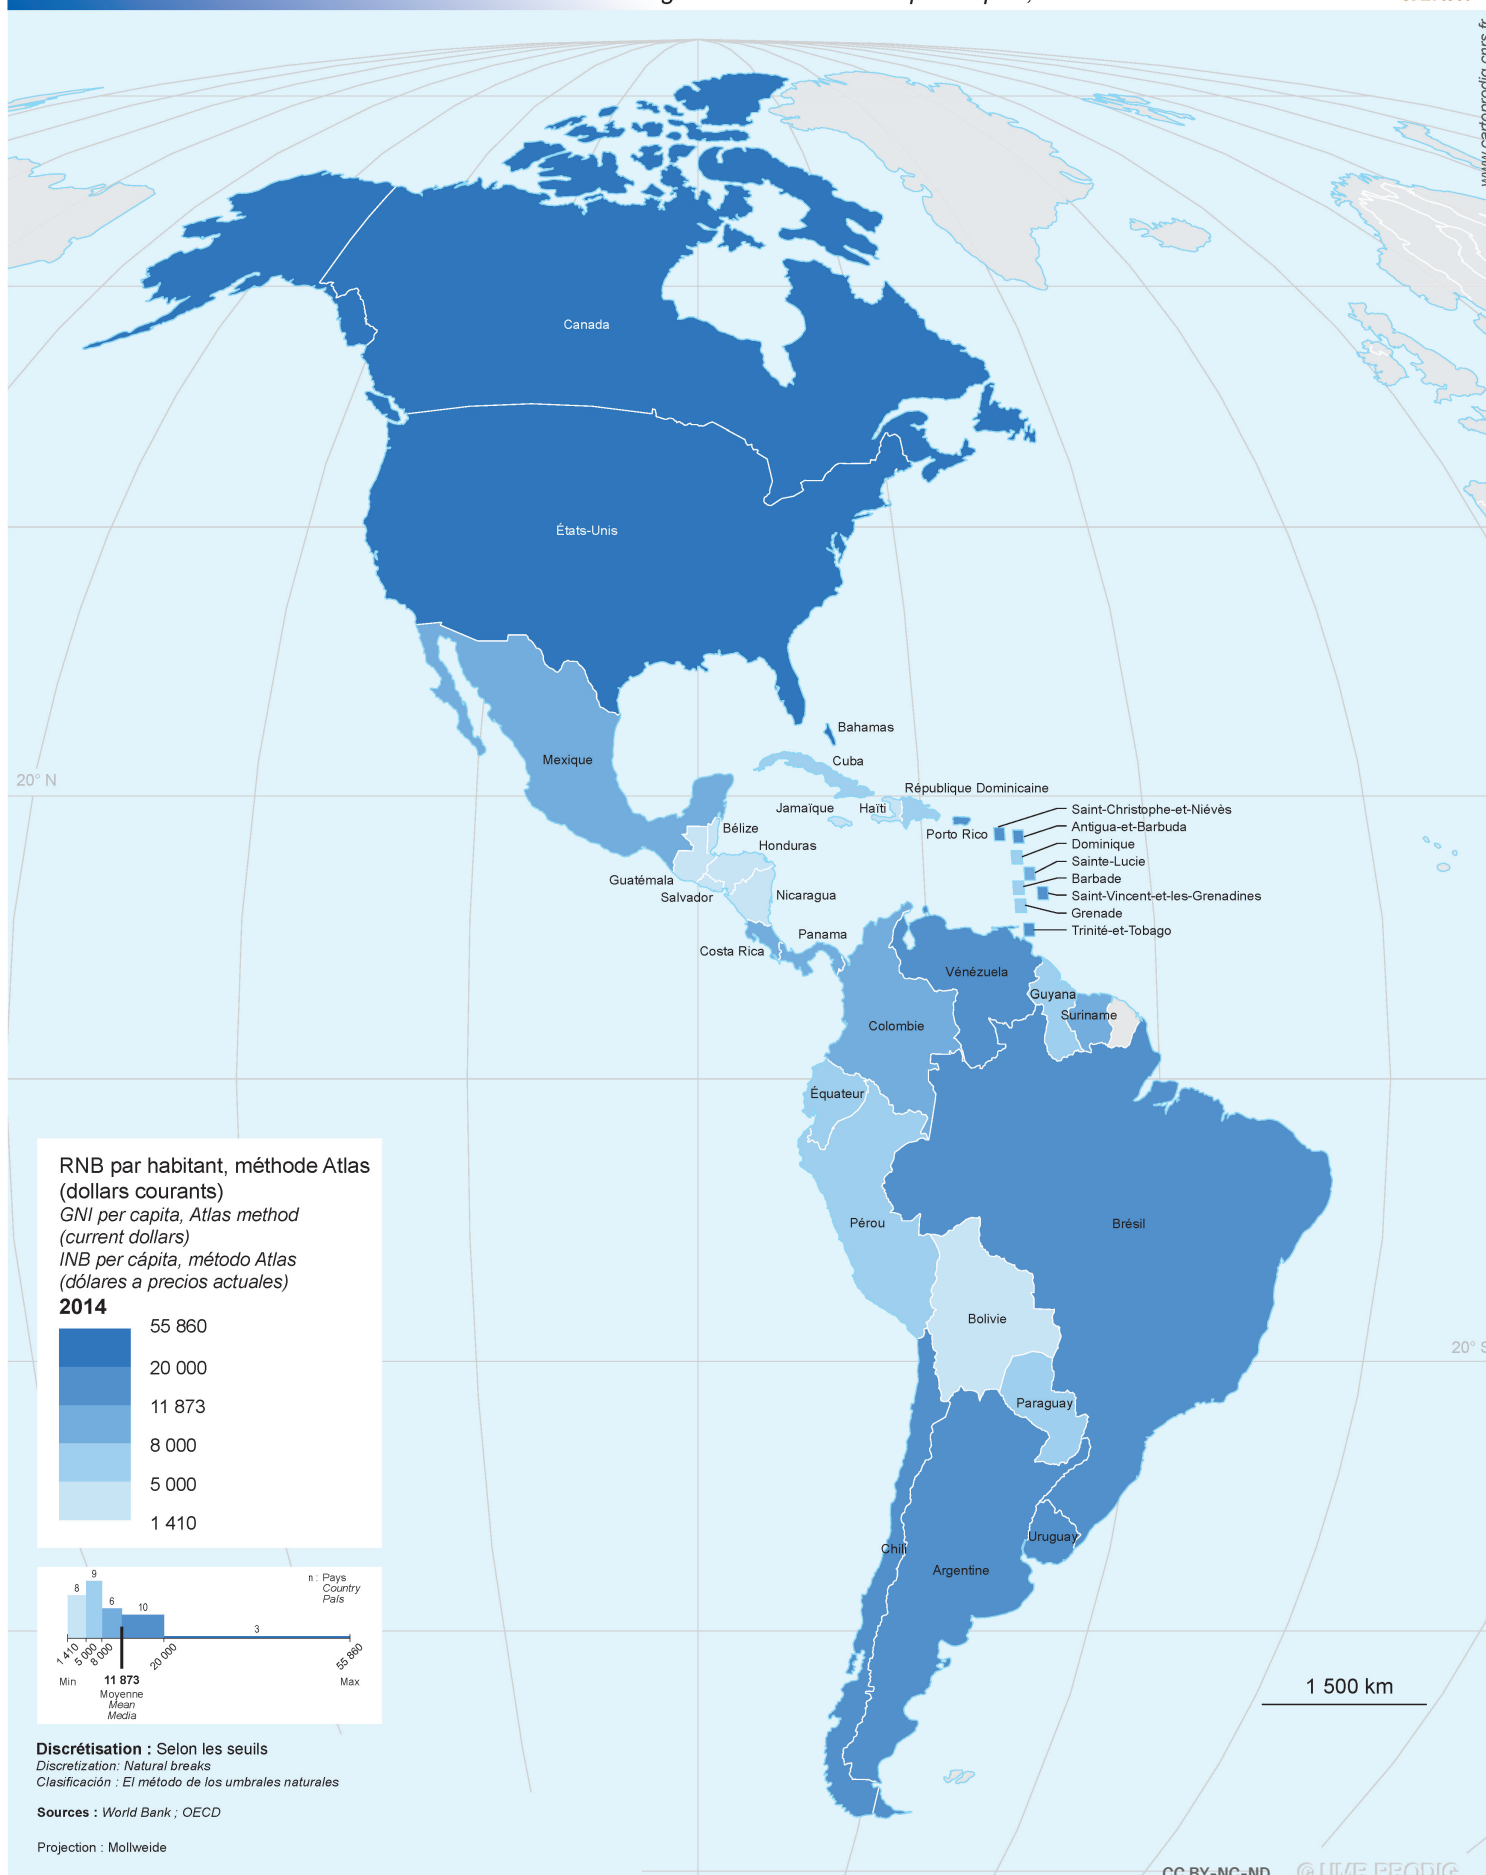 www.cartoprodig.cnrs.fr
Canada
États-Unis
Bahamas
Mexique
Cuba
20° N
République Dominicaine
Jamaïque
Haïti
Saint-Christophe-et-Niévès
Porto Rico
Antigua-et-Barbuda
Bélize
Dominique
Honduras
Sainte-Lucie
Guatémala
Barbade
Salvador
Nicaragua
Saint-Vincent-et-les-Grenadines
Grenade
Panama
Trinité-et-Tobago
Costa Rica
Vénézuela
Guyana
Suriname
Colombie
Équateur
Pérou
Brésil
Bolivie
20° S
Paraguay
Uruguay
Chili
Argentine
RNB par habitant, méthode Atlas
(dollars courants)
GNI per capita, Atlas method
(current dollars)
INB per cápita, método Atlas
(dólares a precios actuales)
2014
55 860
20 000
11 873
8 000
5 000
1 410
n : Pays
Country
País
8
9
6
10
3
1 410
5 000
8 000
20 000
55 860
Min
11 873
Max
Moyenne
Mean
Media
1 500 km
Discrétisation : Selon les seuils
Discretization: Natural breaks
Clasificación : El método de los umbrales naturales
Sources : World Bank ; OECD
Projection : Mollweide
CC BY-NC-ND
© UMR PRODIG